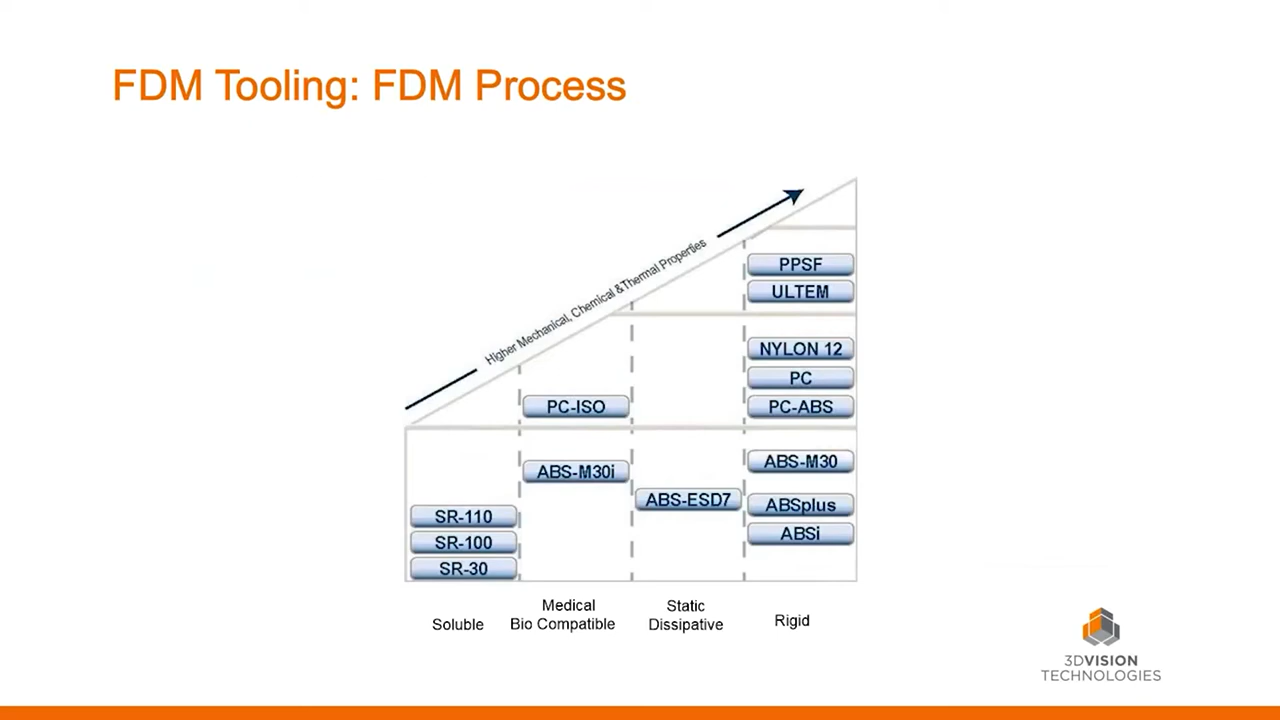 FDM Tooling: FDM Process
Higher Mechanical, Chemical &Thermal Properties
PPSF
ULTEM
NYLON 12
PC
PC-ISO
PC-ABS
ABS-M30
ABS-M30i
ABS-ESD7
ABSplus
SR-110
ABSi
SR-100
SR-30
Soluble
Medical
Bio Compatible
Static
Dissipative
Rigid
3DVISION
TECHNOLOGIES